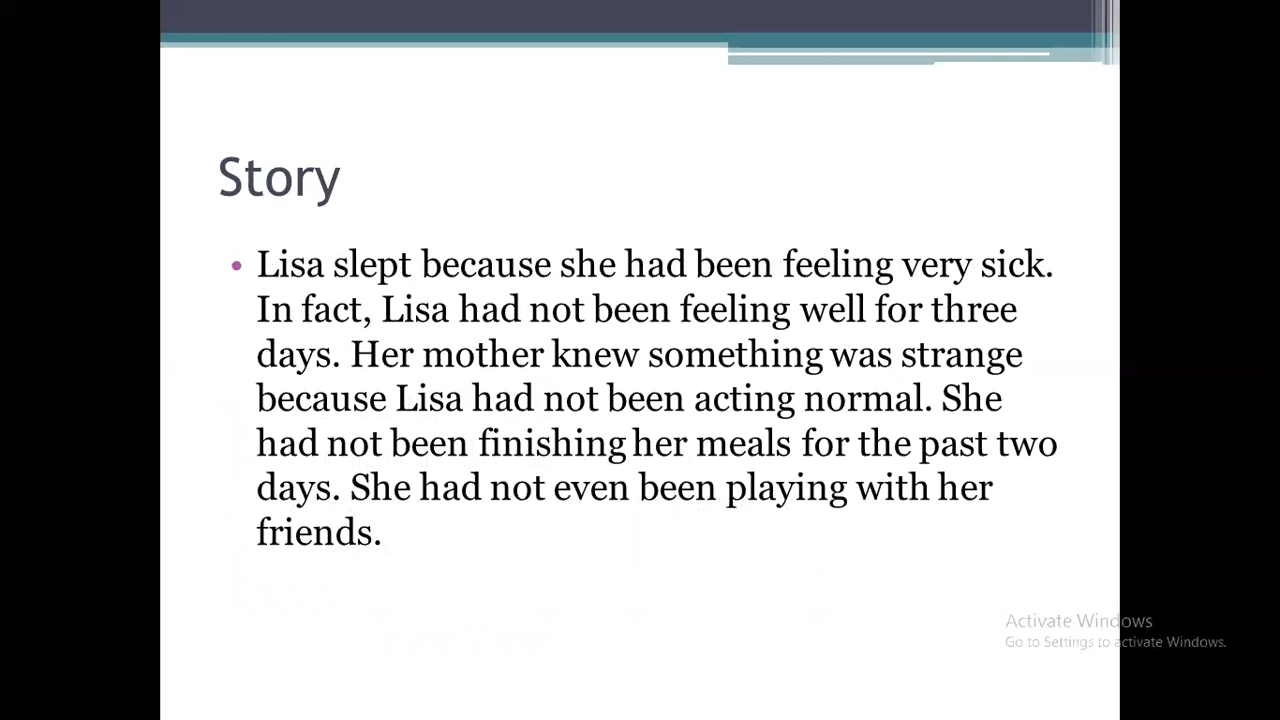 Story
• Lisa slept because she had been feeling very sick.
In fact, Lisa had not been feeling well for three
days. Her mother knew something was strange
because Lisa had not been acting normal. She
had not been finishing her meals for the past two
days. She had not even been playing with her
friends.
Activate Windows
Go to Settings to activate Windows.